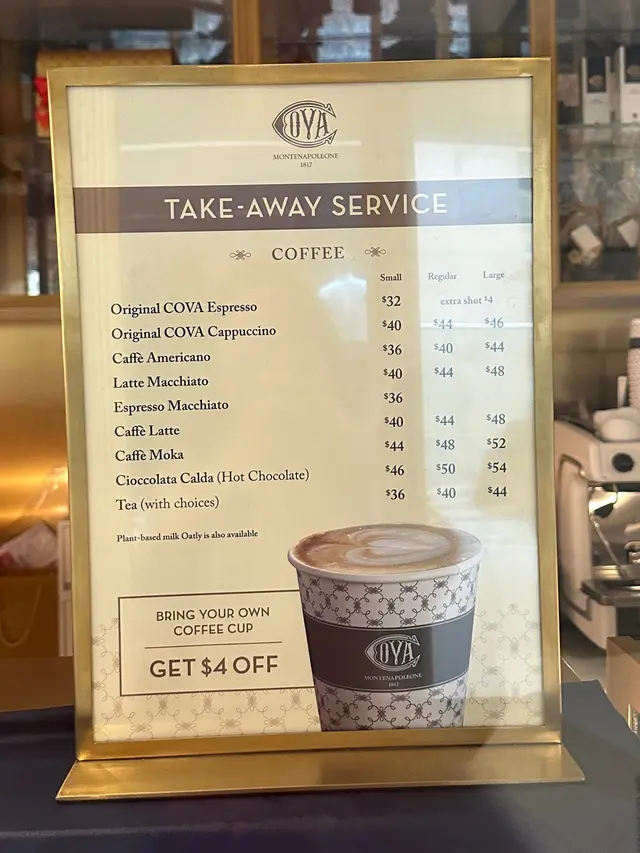 COVA
MONTENAPOLEONE
1817
TAKE-AWAY SERVICE
COFFEE
Small Regular Large
Original COVA Espresso $32 extra shot $4
Original COVA Cappuccino $40 $44 $46
Caffè Americano $36 $40 $44
Latte Macchiato $40 $44 $48
Espresso Macchiato $36
Caffè Latte $40 $44 $48
Caffè Moka $44 $48 $52
Cioccolata Calda (Hot Chocolate) $46 $50 $54
Tea (with choices) $36 $40 $44
Plant-based milk Oatly is also available
BRING YOUR OWN
COFFEE CUP
GET $4 OFF
COVA
MONTENAPOLEONE
1817